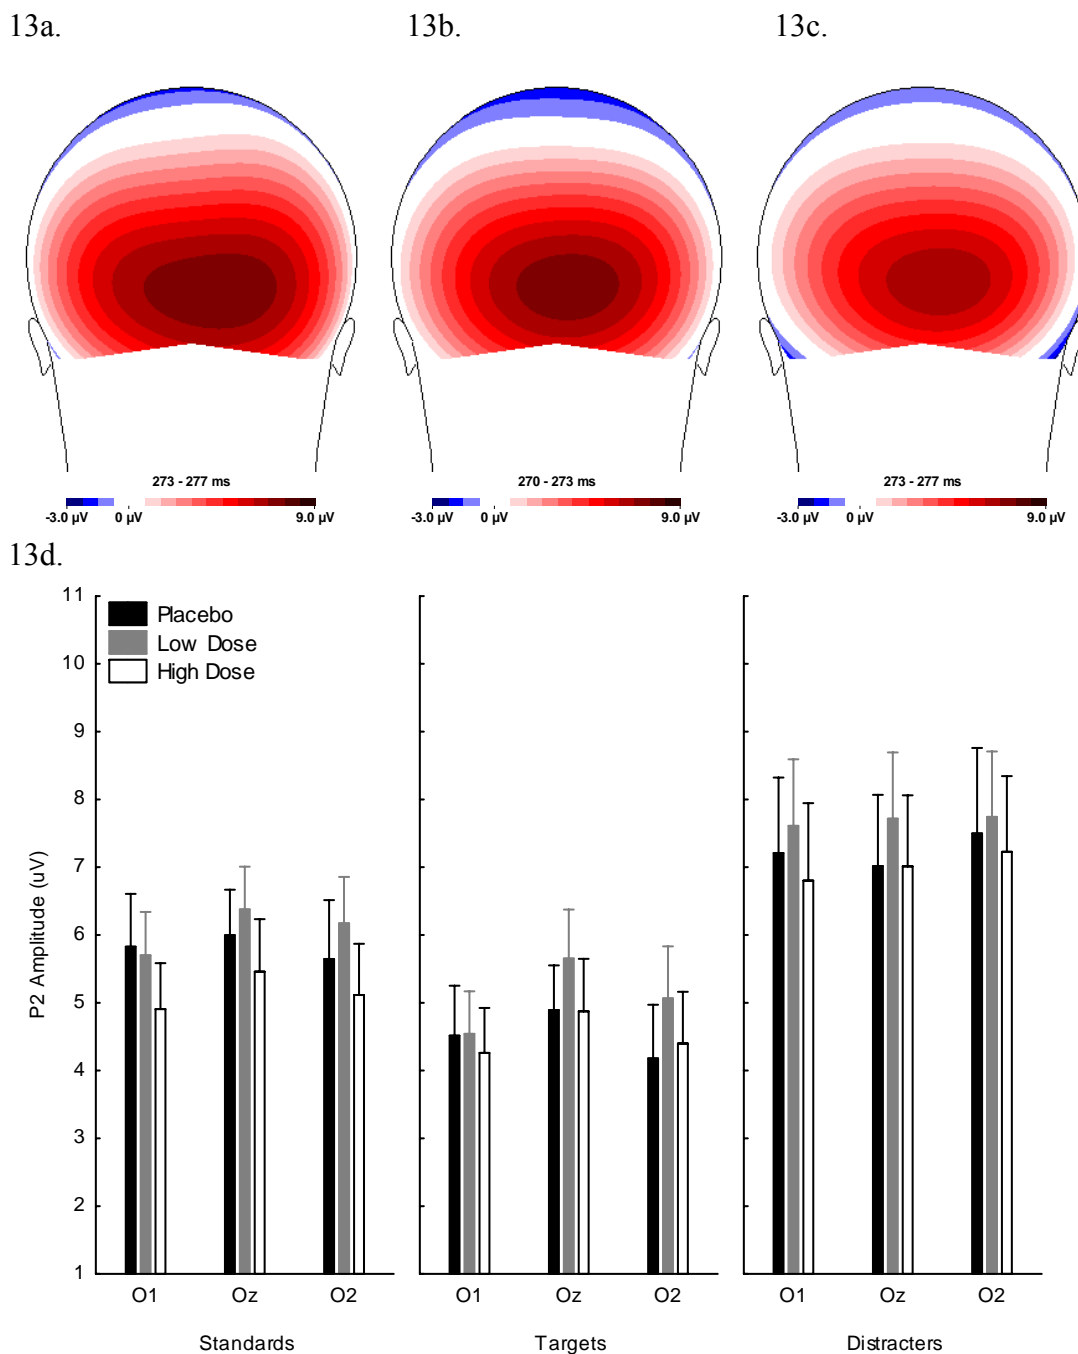 13a. 13b. 13c.
273 - 277 ms 270 - 273 ms 273 - 277 ms
-3.0 µV 0 µV 9.0 µV -3.0 µV 0 µV 9.0 µV -3.0 µV 0 µV 9.0 µV
13d.
Placebo
Low Dose
High Dose
P2 Amplitude (uV)
11
10
9
8
7
6
5
4
3
2
1
O1 Oz O2 O1 Oz O2 O1 Oz O2
Standards Targets Distracters